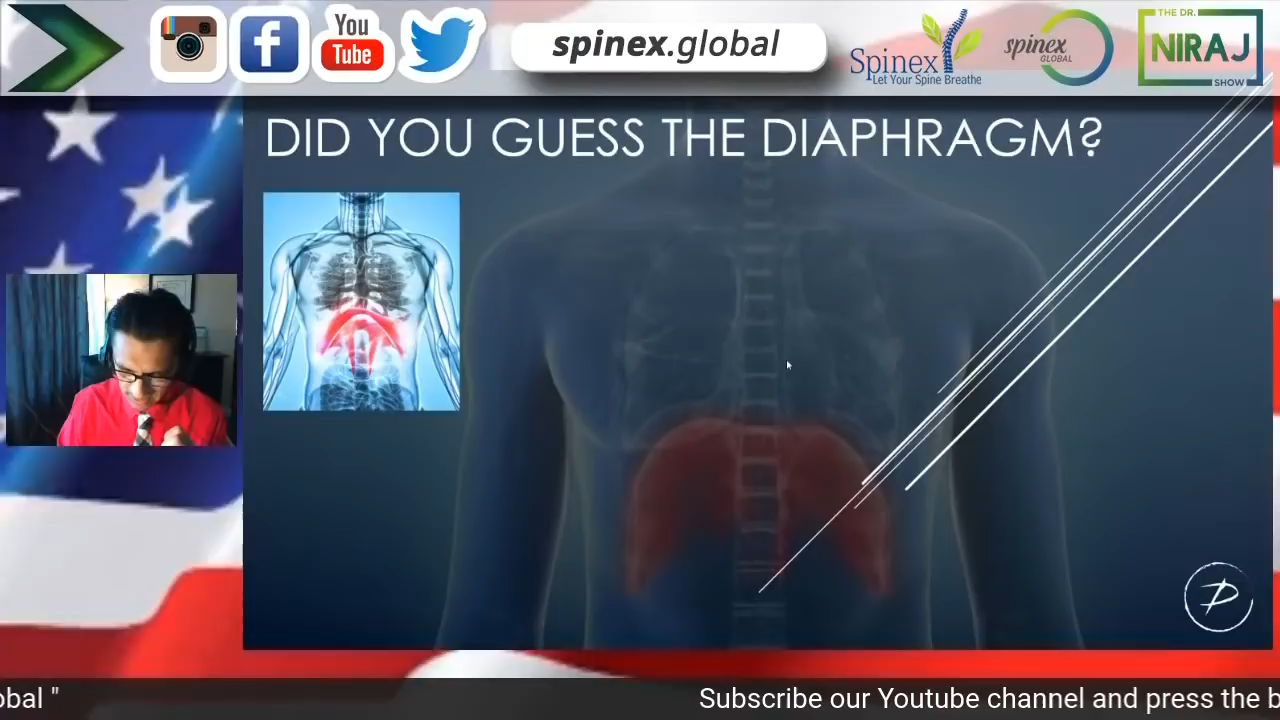 You
Tube
spinex.global
Spinex
Let Your Spine Breathe
spinex
GLOBAL
THE DR.
NIRAJ
SHOW
DID YOU GUESS THE DIAPHRAGM?
obal "
Subscribe our Youtube channel and press the b